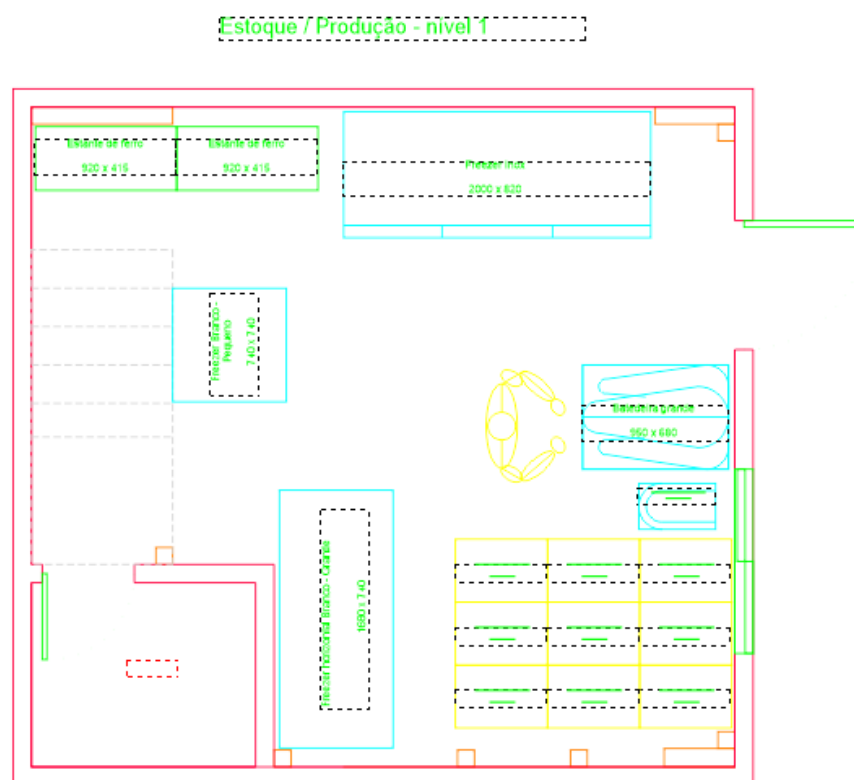 Estoque / Produção - nível 1
Estante de ferro
920 x 415
Estante de ferro
920 x 415
Freezer Inox
2000 x 820
Freezer Branco -
Pequeno
740 x 740
Batedeira grande
950 x 680
Freezer horizontal Branco - Grande
1680 x 740